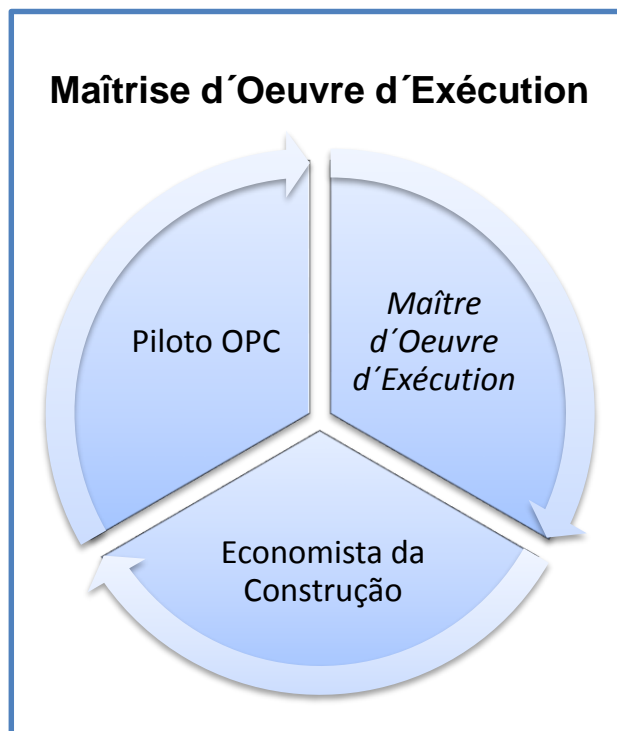 Maîtrise d´Oeuvre d´Exécution
Piloto OPC
Maître
d´Oeuvre
d´Exécution
Economista da
Construção